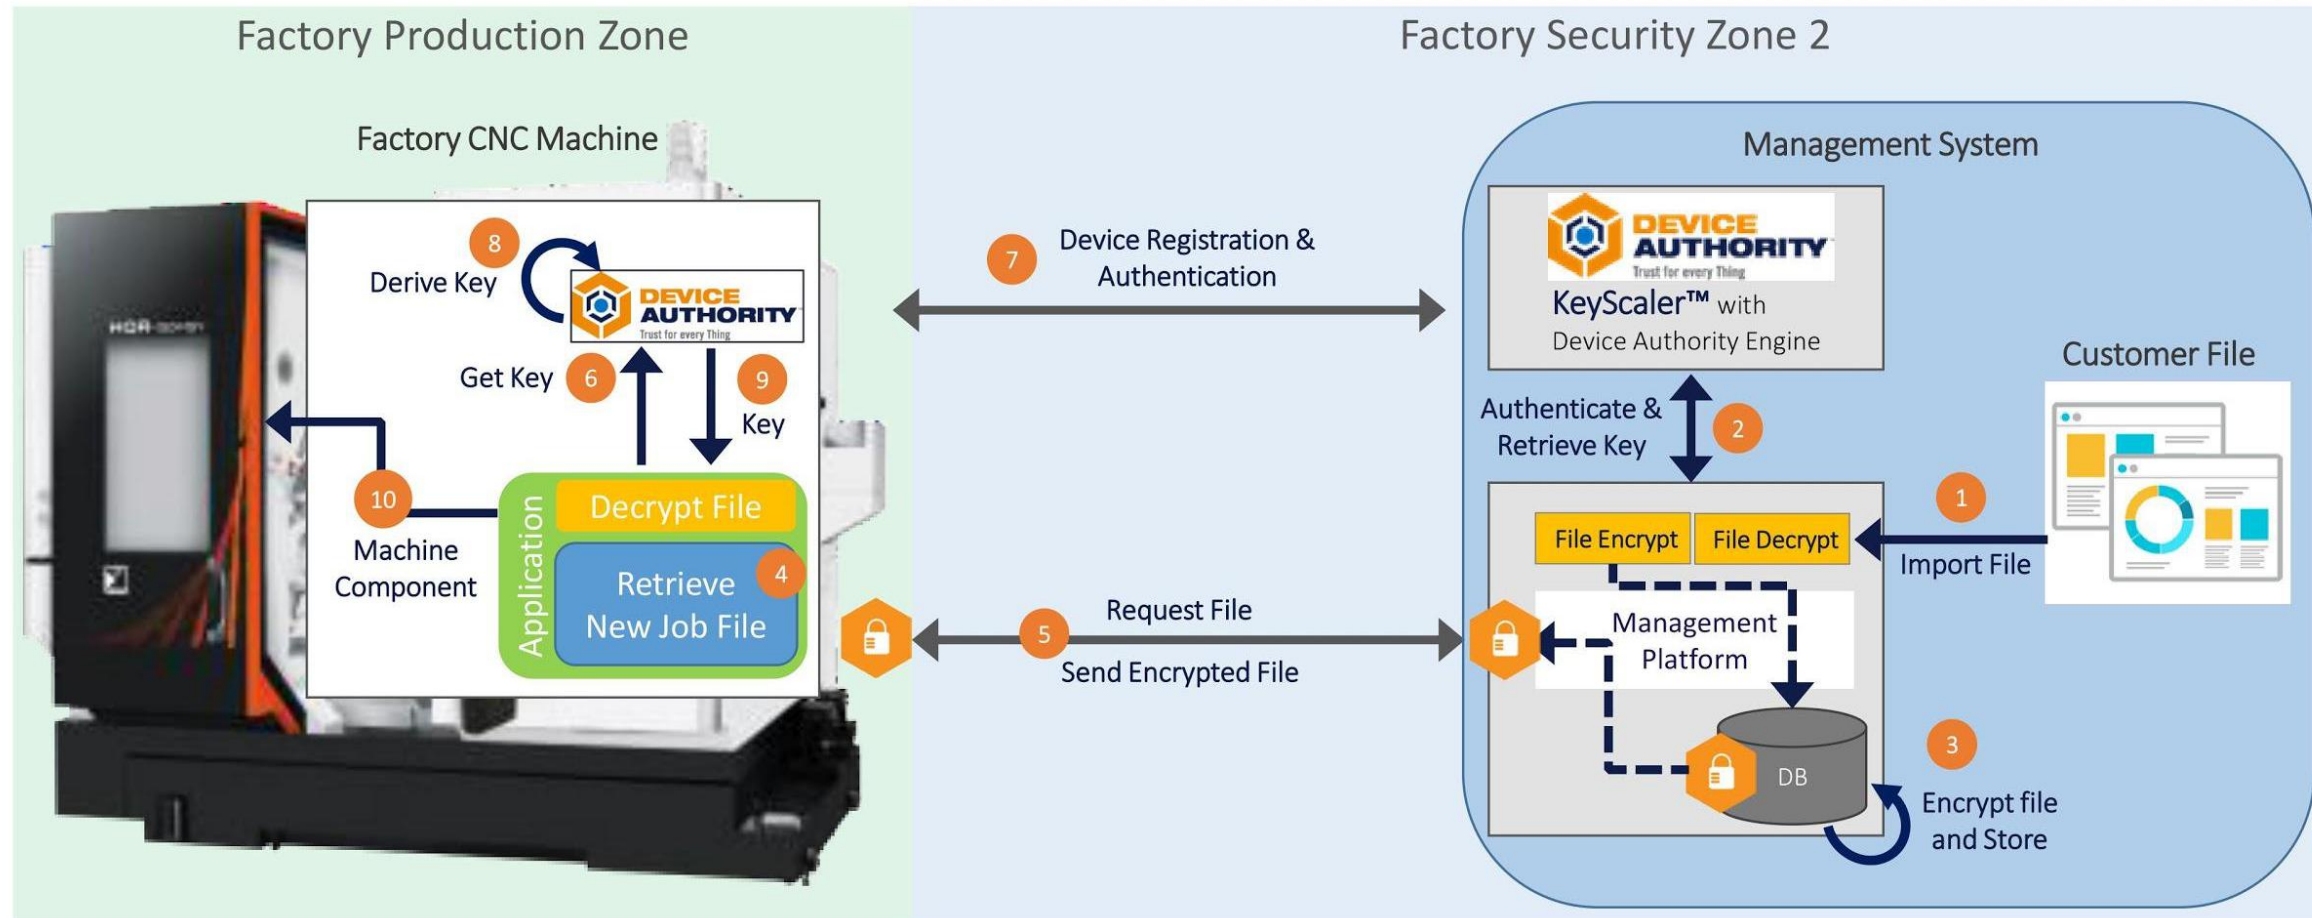 Factory Production Zone
Factory Security Zone 2
Factory CNC Machine
8
Derive Key
DEVICE
AUTHORITY
Trust for every Thing
Get Key
6
9
Key
10
Machine
Component
Application
Decrypt File
Retrieve
New Job File
4
7
Device Registration &
Authentication
5
Request File
Send Encrypted File
Management System
DEVICE
AUTHORITY
Trust for every Thing
KeyScaler™ with
Device Authority Engine
Authenticate &
Retrieve Key
2
Customer File
1
Import File
File Encrypt
File Decrypt
Management
Platform
DB
3
Encrypt file
and Store